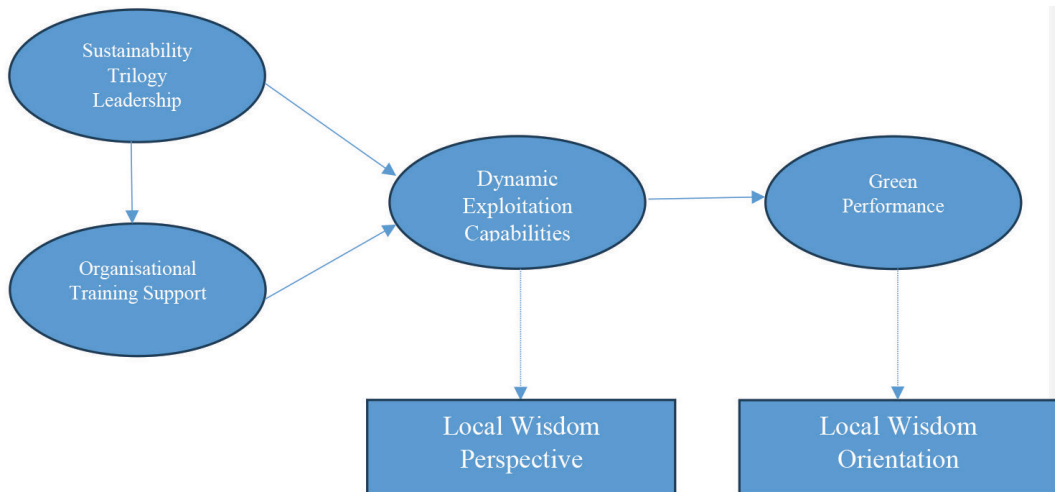 Sustainability
Trilogy
Leadership
Organisational
Training Support
Dynamic
Exploitation
Capabilities
Green
Performance
Local Wisdom
Perspective
Local Wisdom
Orientation